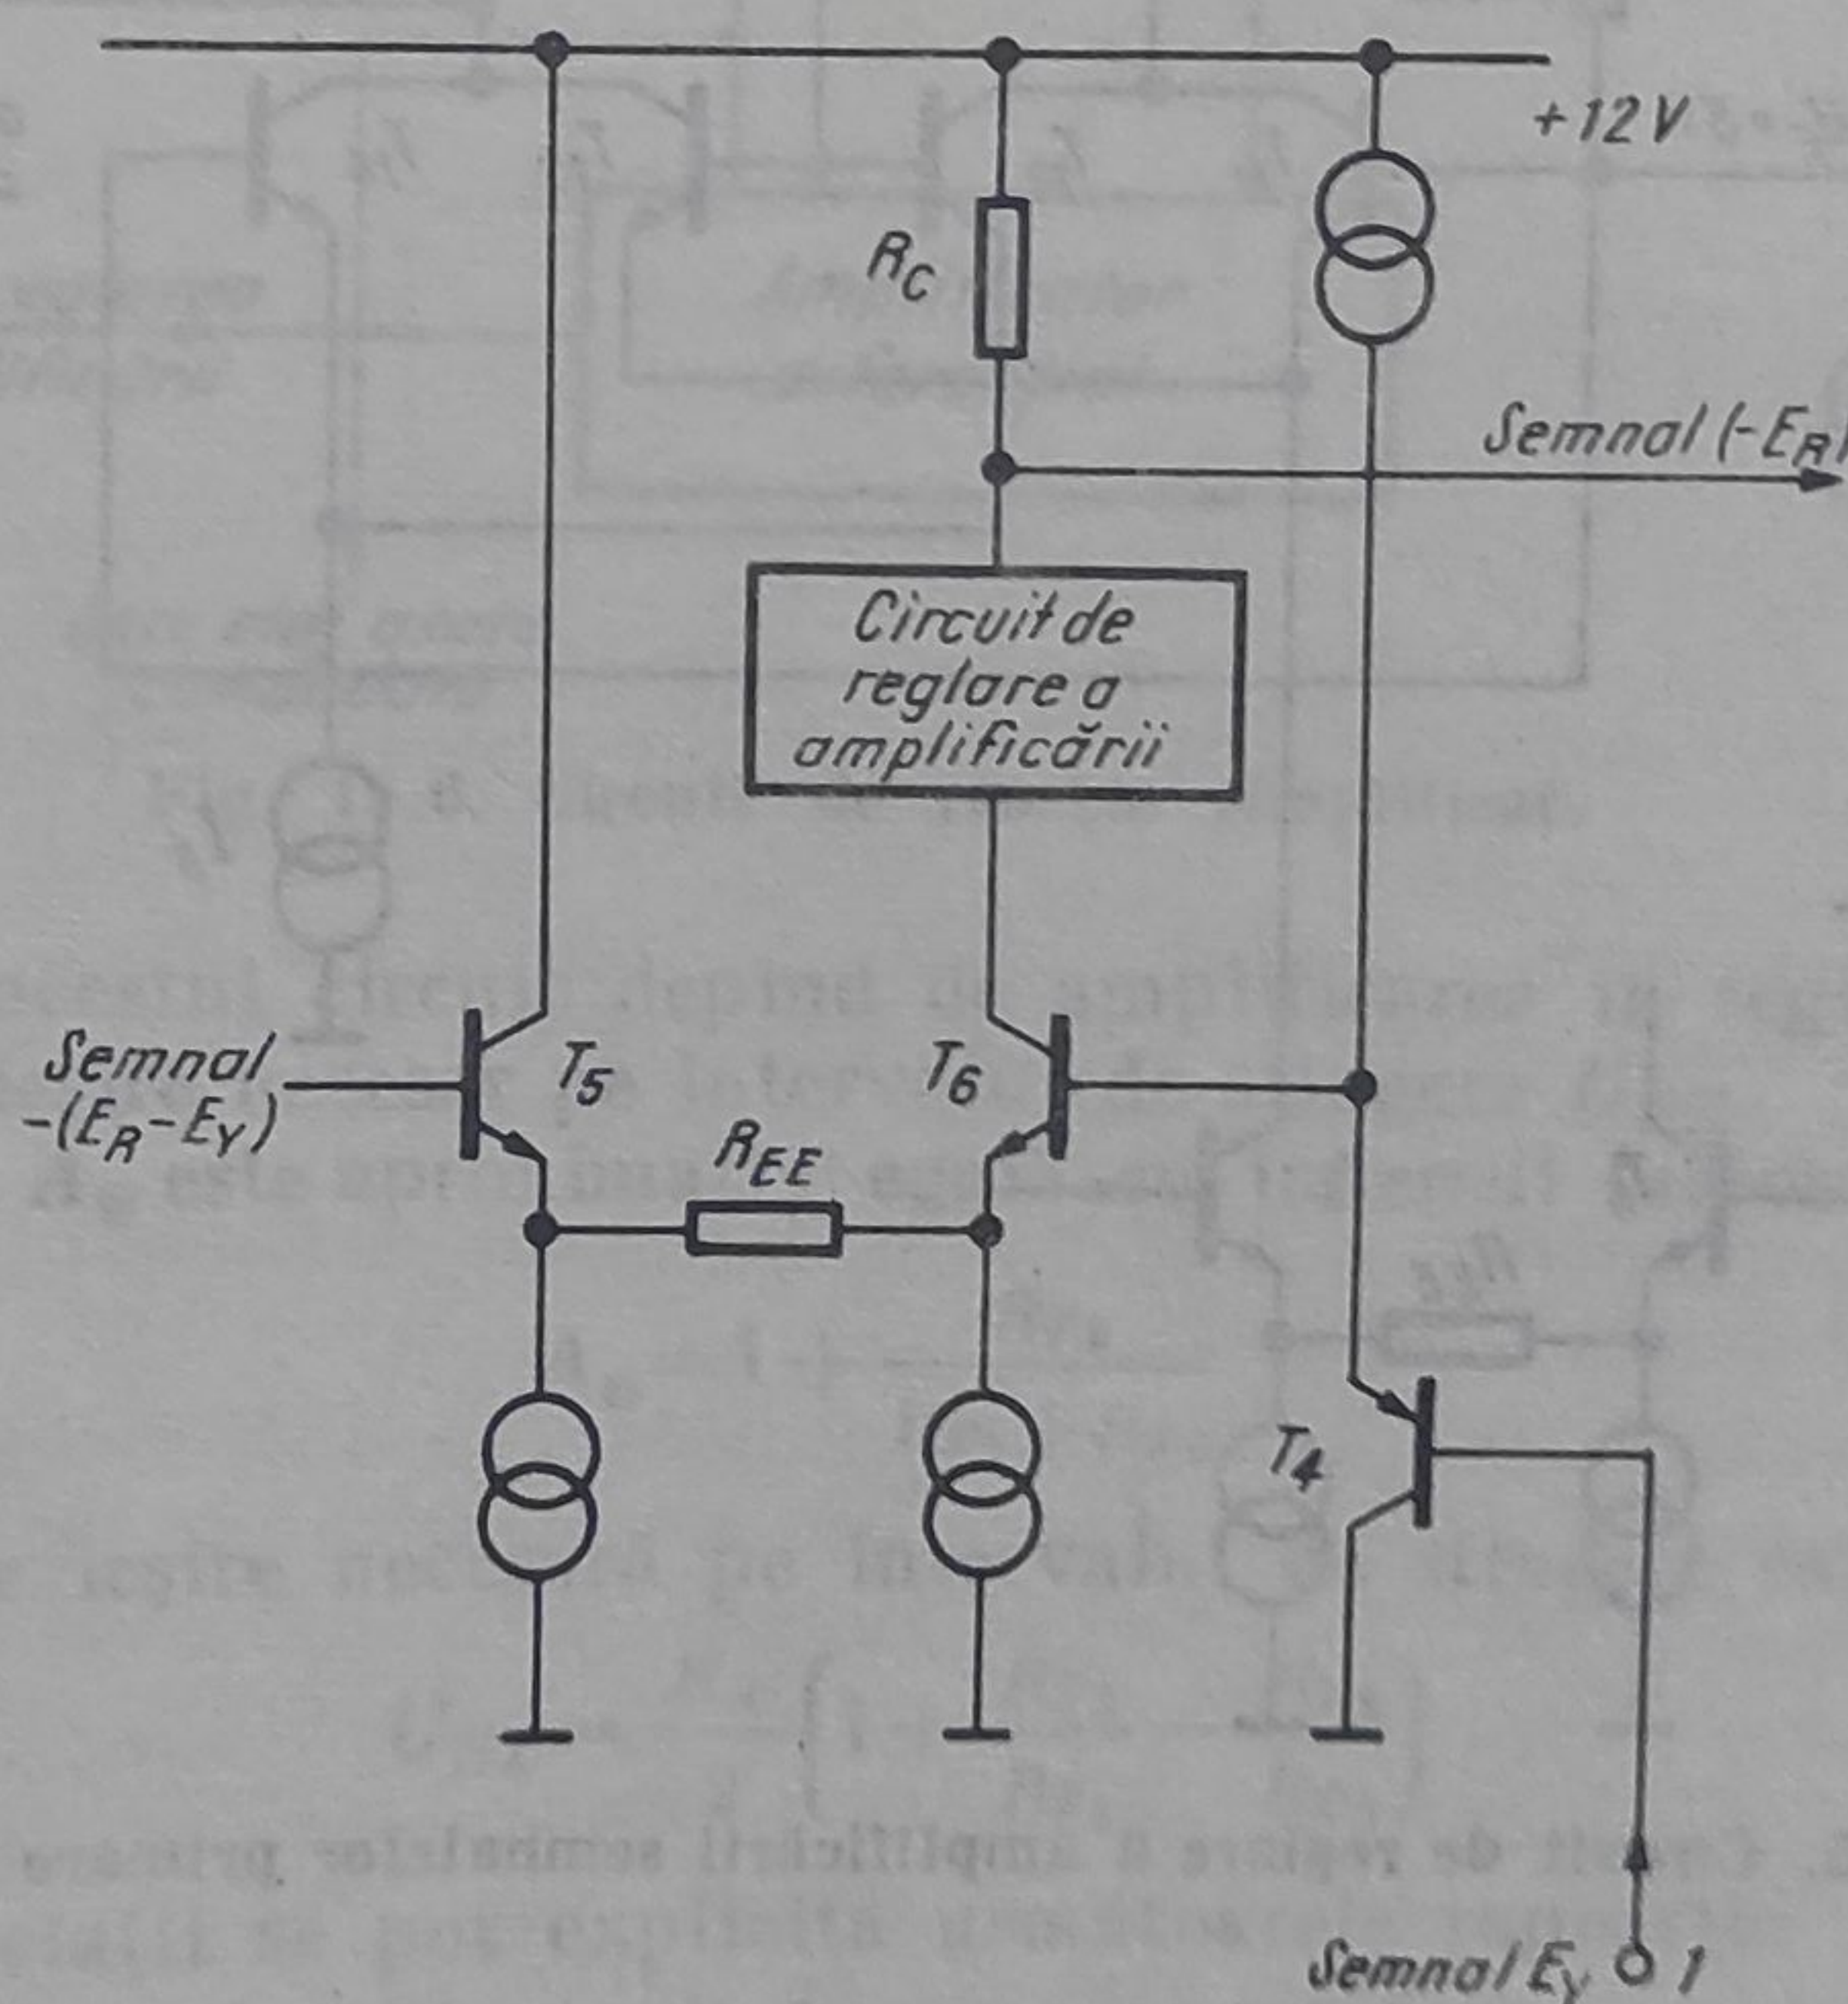 +12V
R_C
Semnal (-E_R)
Circuit de
reglare a
amplificării
Semnal
-(E_R-E_Y)
T_5
T_6
R_EE
T_4
Semnal E_Y 1